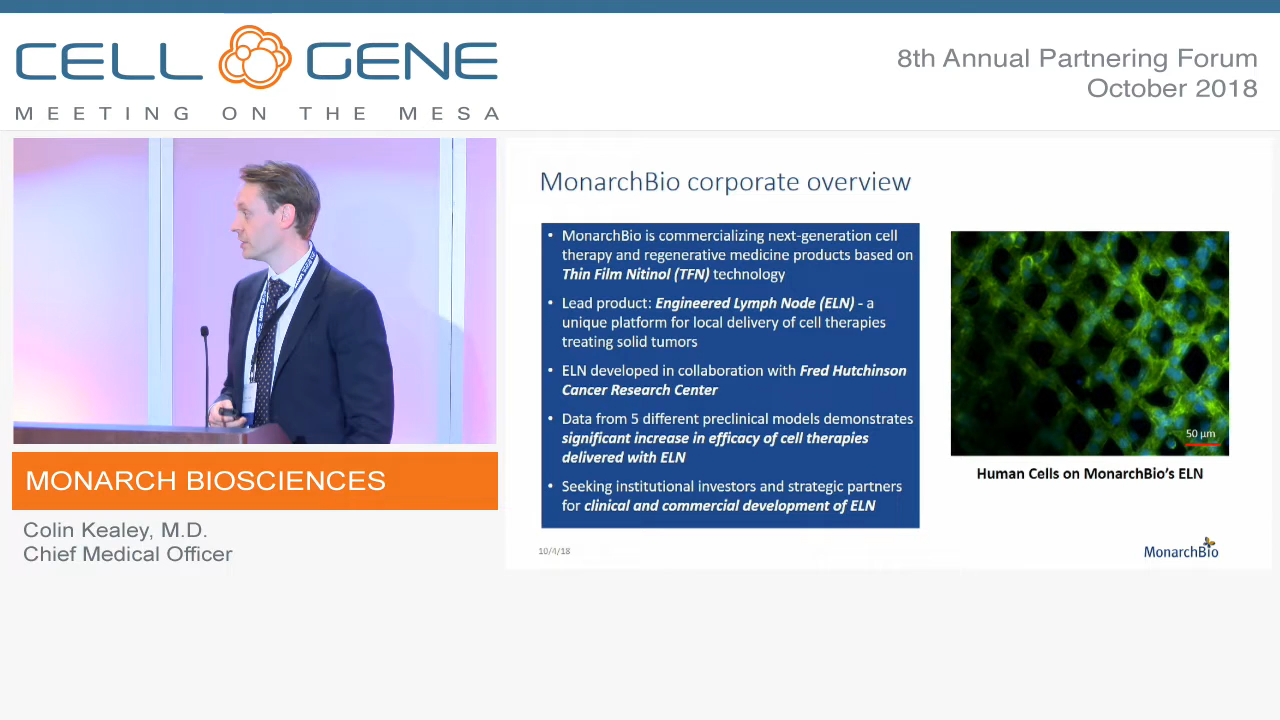 CELL GENE
MEETING ON THE MESA
8th Annual Partnering Forum
October 2018
MonarchBio corporate overview
• MonarchBio is commercializing next-generation cell
therapy and regenerative medicine products based on
Thin Film Nitinol (TFN) technology
• Lead product: Engineered Lymph Node (ELN) - a
unique platform for local delivery of cell therapies
treating solid tumors
• ELN developed in collaboration with Fred Hutchinson
Cancer Research Center
• Data from 5 different preclinical models demonstrates
significant increase in efficacy of cell therapies
delivered with ELN
• Seeking institutional investors and strategic partners
for clinical and commercial development of ELN
50 µm
Human Cells on MonarchBio's ELN
10/4/18
MonarchBio
MONARCH BIOSCIENCES
Colin Kealey, M.D.
Chief Medical Officer